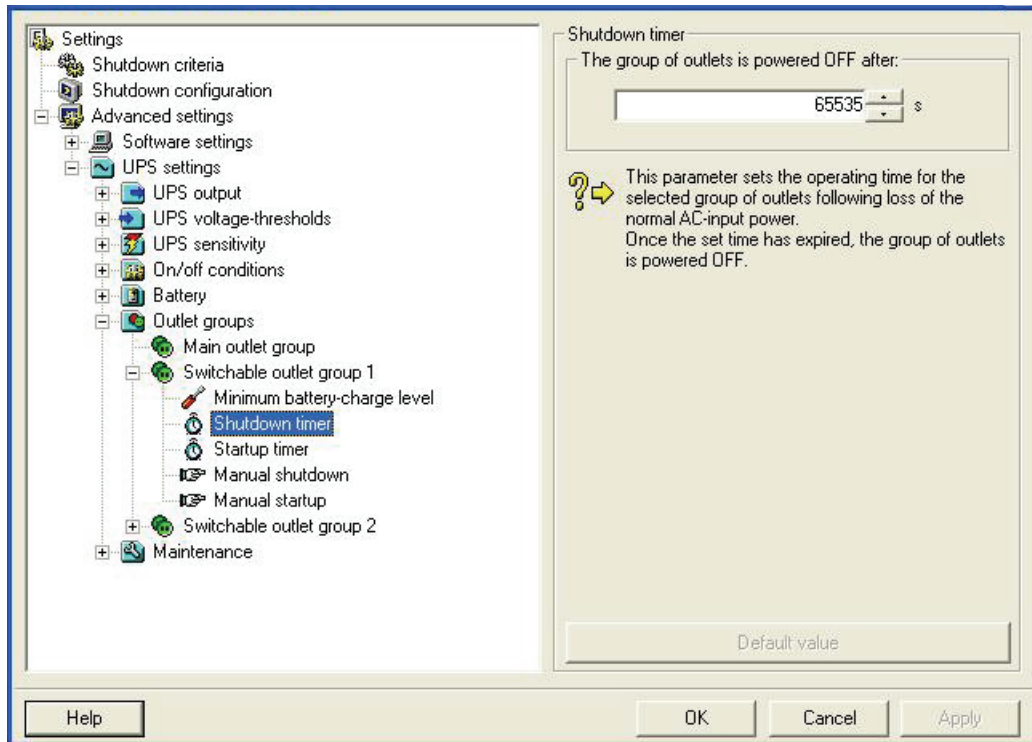 Settings
Shutdown criteria
Shutdown configuration
Advanced settings
Software settings
UPS settings
UPS output
UPS voltage-thresholds
UPS sensitivity
On/off conditions
Battery
Outlet groups
Main outlet group
Switchable outlet group 1
Minimum battery-charge level
Shutdown timer
Startup timer
Manual shutdown
Manual startup
Switchable outlet group 2
Maintenance
Shutdown timer
The group of outlets is powered OFF after:
65535 s
This parameter sets the operating time for the
selected group of outlets following loss of the
normal AC-input power.
Once the set time has expired, the group of outlets
is powered OFF.
Default value
Help
OK
Cancel
Apply